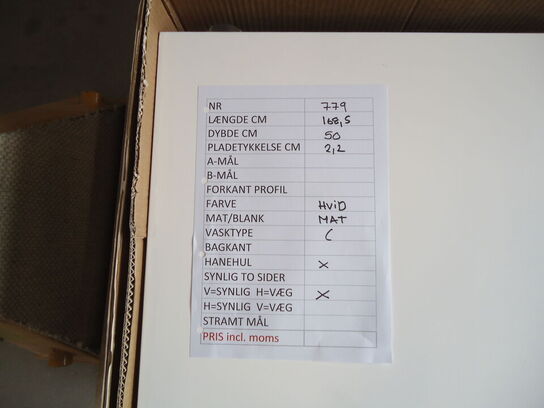 NR 779
LÆNGDE CM 168,5
DYBDE CM 50
PLADETYKKELSE CM 2,2
A-MÅL
B-MÅL
FORKANT PROFIL
FARVE HViD
MAT/BLANK MAT
VASKTYPE C
BAGKANT
HANEHUL X
SYNLIG TO SIDER
V=SYNLIG H=VÆG X
H=SYNLIG V=VÆG
STRAMT MÅL
PRIS incl. moms